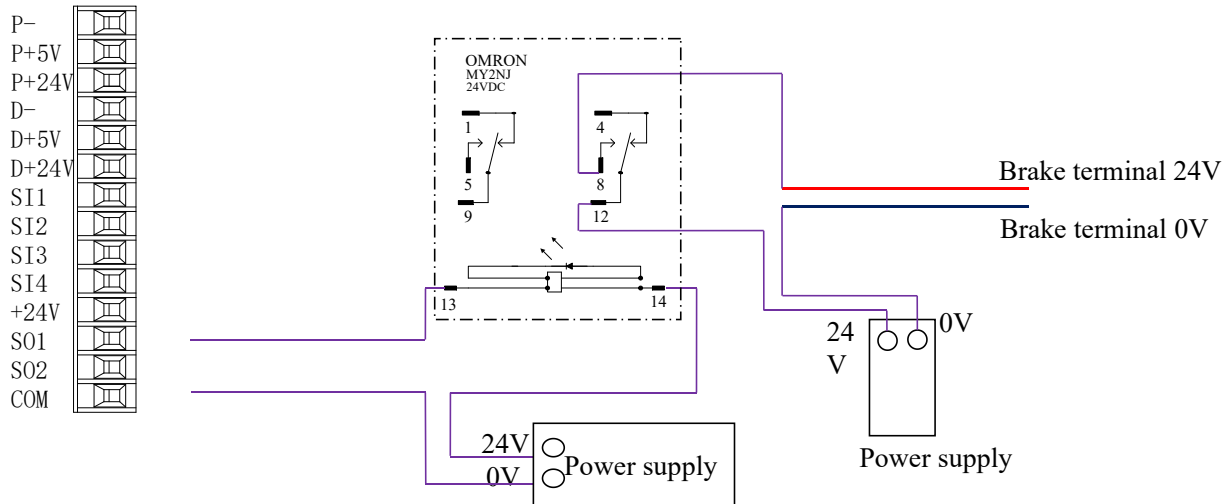 P-
P+5V
P+24V
D-
D+5V
D+24V
SI1
SI2
SI3
SI4
+24V
SO1
SO2
COM
OMRON
MY2NJ
24VDC
1
4
5
8
9
12
13
14
Brake terminal 24V
Brake terminal 0V
24
V
0V
Power supply
24V
0V
Power supply